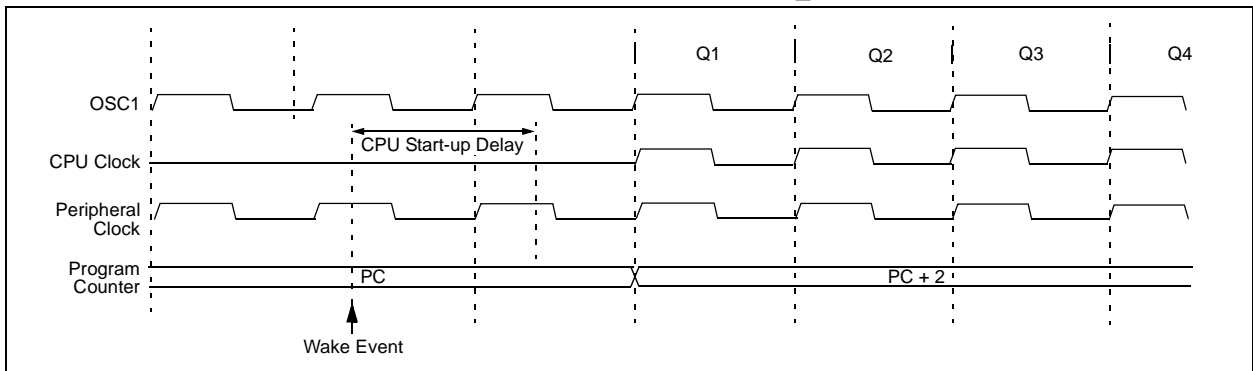 Q1 Q2 Q3 Q4
OSC1
CPU Start-up Delay
CPU Clock
Peripheral
Clock
Program
Counter
PC PC + 2
Wake Event